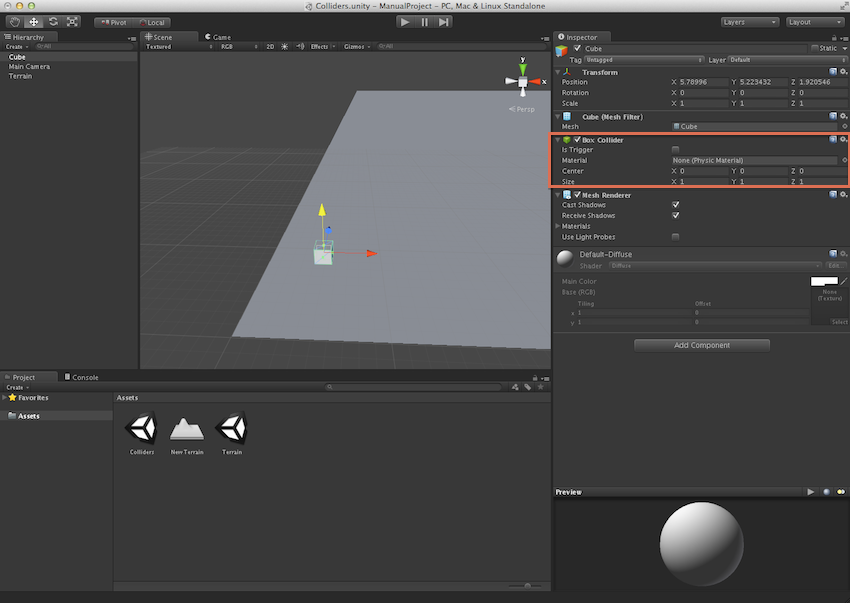 Colliders.unity - ManualProject - PC, Mac & Linux Standalone
Pivot Local Layers Layout
Hierarchy
Create All
Cube
Main Camera
Terrain
Scene Game
Textured RGB 2D Effects Gizmos All
y
x
Persp
Inspector
Cube Static
Tag Untagged Layer Default
Transform
Position X 5.78996 Y 5.223432 Z 1.920546
Rotation X 0 Y 0 Z 0
Scale X 1 Y 1 Z 1
Cube (Mesh Filter)
Mesh Cube
Box Collider
Is Trigger
Material None (Physic Material)
Center X 0 Y 0 Z 0
Size X 1 Y 1 Z 1
Mesh Renderer
Cast Shadows
Receive Shadows
Materials
Use Light Probes
Default-Diffuse
Shader Diffuse Edit...
Main Color
Base (RGB) None (Texture)
Tiling Offset
x 1 0
y 1 0 Select
Add Component
Project Console
Create
Favorites
Assets
Assets
Colliders New Terrain Terrain
Preview